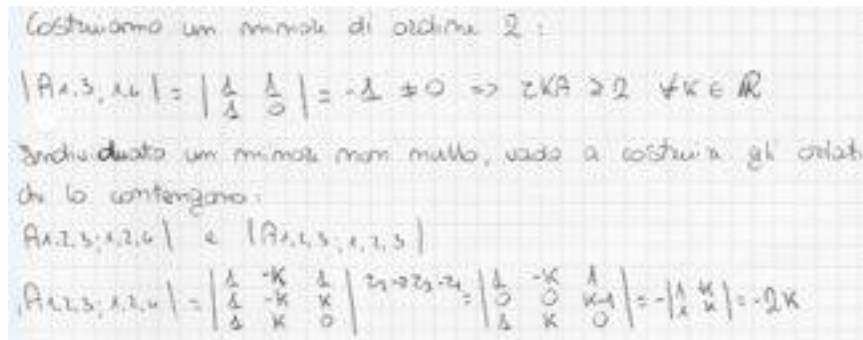 Costruiamo un minore di ordine 2:
|A1,3;1,4| = | 1 1 ; 1 0 | = -1 ≠ 0 => rkA ≥ 2 ∀k ∈ ℝ
Individuato un minore non nullo, vado a costruire gli orlati
che lo contengano:
A1,2,3;1,2,4| e |A1,2,3;1,2,3|
|A1,2,3;1,2,4| = | 1 -k 1 ; 1 -k k ; 1 k 0 | r2->r2-r1 = | 1 -k 1 ; 0 0 k-1 ; 1 k 0 | = -| 1 -k ; 1 k | = -2k